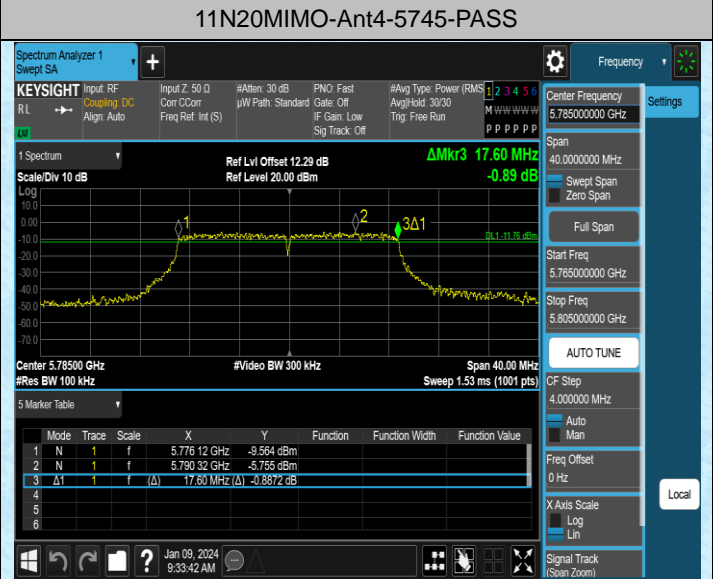 11N20MIMO-Ant4-5745-PASS
Spectrum Analyzer 1
Swept SA
Frequency
KEYSIGHT
RL
LXI
Input: RF
Coupling: DC
Align: Auto
Input Z: 50 Ω
Corr CCorr
Freq Ref: Int (S)
#Atten: 30 dB
µW Path: Standard
PNO: Fast
Gate: Off
IF Gain: Low
Sig Track: Off
#Avg Type: Power (RMS
Avg|Hold: 30/30
Trig: Free Run
1 2 3 4 5 6
M W W W W W
P P P P P P
1 Spectrum
Scale/Div 10 dB
Ref Lvl Offset 12.29 dB
Ref Level 20.00 dBm
ΔMkr3 17.60 MHz
-0.89 dB
Log
10.0
0.00
-10.0
-20.0
-30.0
-40.0
-50.0
-60.0
-70.0
1
2
3Δ1
DL1 -11.76 dBm
Center 5.78500 GHz
#Video BW 300 kHz
Span 40.00 MHz
#Res BW 100 kHz
Sweep 1.53 ms (1001 pts)
5 Marker Table
Mode Trace Scale X Y Function Function Width Function Value
1 N 1 f 5.776 12 GHz -9.564 dBm
2 N 1 f 5.790 32 GHz -5.755 dBm
3 Δ1 1 f (Δ) 17.60 MHz (Δ) -0.8872 dB
4
5
6
Jan 09, 2024
9:33:42 AM
Center Frequency
5.785000000 GHz
Settings
Span
40.0000000 MHz
Swept Span
Zero Span
Full Span
Start Freq
5.765000000 GHz
Stop Freq
5.805000000 GHz
AUTO TUNE
CF Step
4.000000 MHz
Auto
Man
Freq Offset
0 Hz
X Axis Scale
Log
Lin
Local
Signal Track
(Span Zoom)